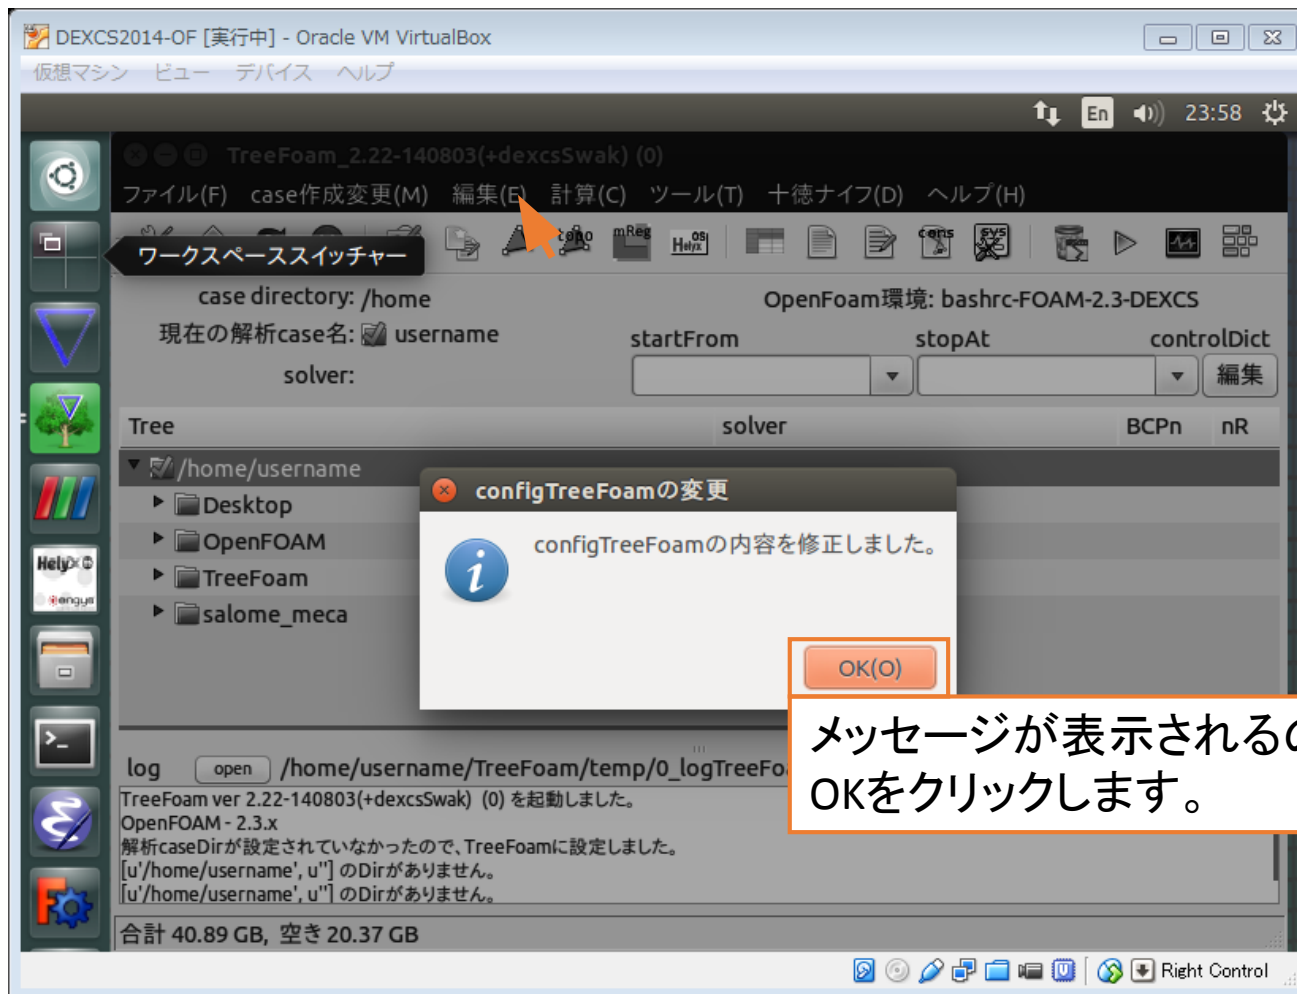 DEXCS2014-OF [実行中] - Oracle VM VirtualBox
仮想マシン ビュー デバイス ヘルプ
En 23:58
TreeFoam_2.22-140803(+dexcsSwak) (0)
ファイル(F) case作成変更(M) 編集(E) 計算(C) ツール(T) 十徳ナイフ(D) ヘルプ(H)
ワークスペーススイッチャー
topo mReg Helyx OS cons sys
case directory: /home
OpenFoam環境: bashrc-FOAM-2.3-DEXCS
現在の解析case名: username
startFrom stopAt controlDict
solver:
編集
Tree solver BCPn nR
/home/username
Desktop
OpenFOAM
TreeFoam
salome_meca
configTreeFoamの変更
configTreeFoamの内容を修正しました。
OK(O)
メッセージが表示されるの
OKをクリックします。
Helyx
engys
log open /home/username/TreeFoam/temp/0_logTreeFo
TreeFoam ver 2.22-140803(+dexcsSwak) (0) を起動しました。
OpenFOAM - 2.3.x
解析caseDirが設定されていなかったので、TreeFoamに設定しました。
[u'/home/username', u''] のDirがありません。
[u'/home/username', u''] のDirがありません。
合計 40.89 GB, 空き 20.37 GB
Right Control